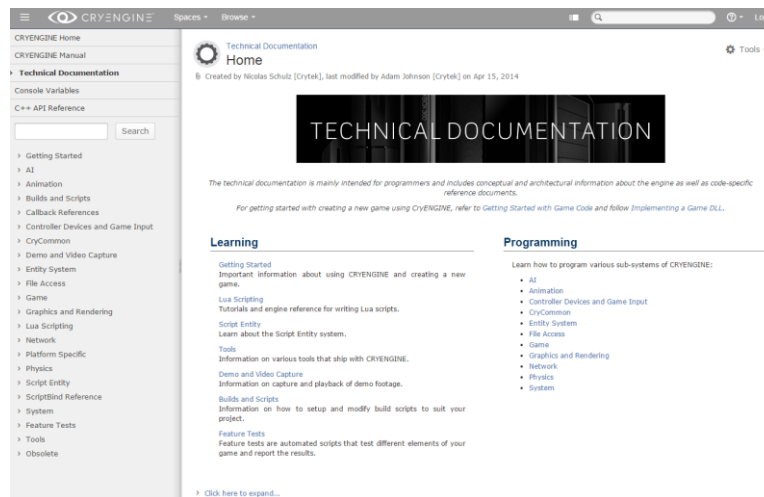 CRYENGINE Spaces Browse
CRYENGINE Home
CRYENGINE Manual
Technical Documentation
Console Variables
C++ API Reference
Search
Getting Started
AI
Animation
Builds and Scripts
Callback References
Controller Devices and Game Input
CryCommon
Demo and Video Capture
Entity System
File Access
Game
Graphics and Rendering
Lua Scripting
Network
Platform Specific
Physics
Script Entity
ScriptBind Reference
System
Feature Tests
Tools
Obsolete
Technical Documentation
Home
Tools
Created by Nicolas Schulz [Crytek], last modified by Adam Johnson [Crytek] on Apr 15, 2014
TECHNICAL DOCUMENTATION
The technical documentation is mainly intended for programmers and includes conceptual and architectural information about the engine as well as code-specific
reference documents.
For getting started with creating a new game using CryENGINE, refer to Getting Started with Game Code and follow Implementing a Game DLL.
Learning
Getting Started
Important information about using CRYENGINE and creating a new
game.
Lua Scripting
Tutorials and engine reference for writing Lua scripts.
Script Entity
Learn about the Script Entity system.
Tools
Information on various tools that ship with CRYENGINE.
Demo and Video Capture
Information on capture and playback of demo footage.
Builds and Scripts
Information on how to setup and modify build scripts to suit your
project.
Feature Tests
Feature tests are automated scripts that test different elements of your
game and report the results.
Click here to expand...
Programming
Learn how to program various sub-systems of CRYENGINE:
AI
Animation
Controller Devices and Game Input
CryCommon
Entity System
File Access
Game
Graphics and Rendering
Network
Physics
System